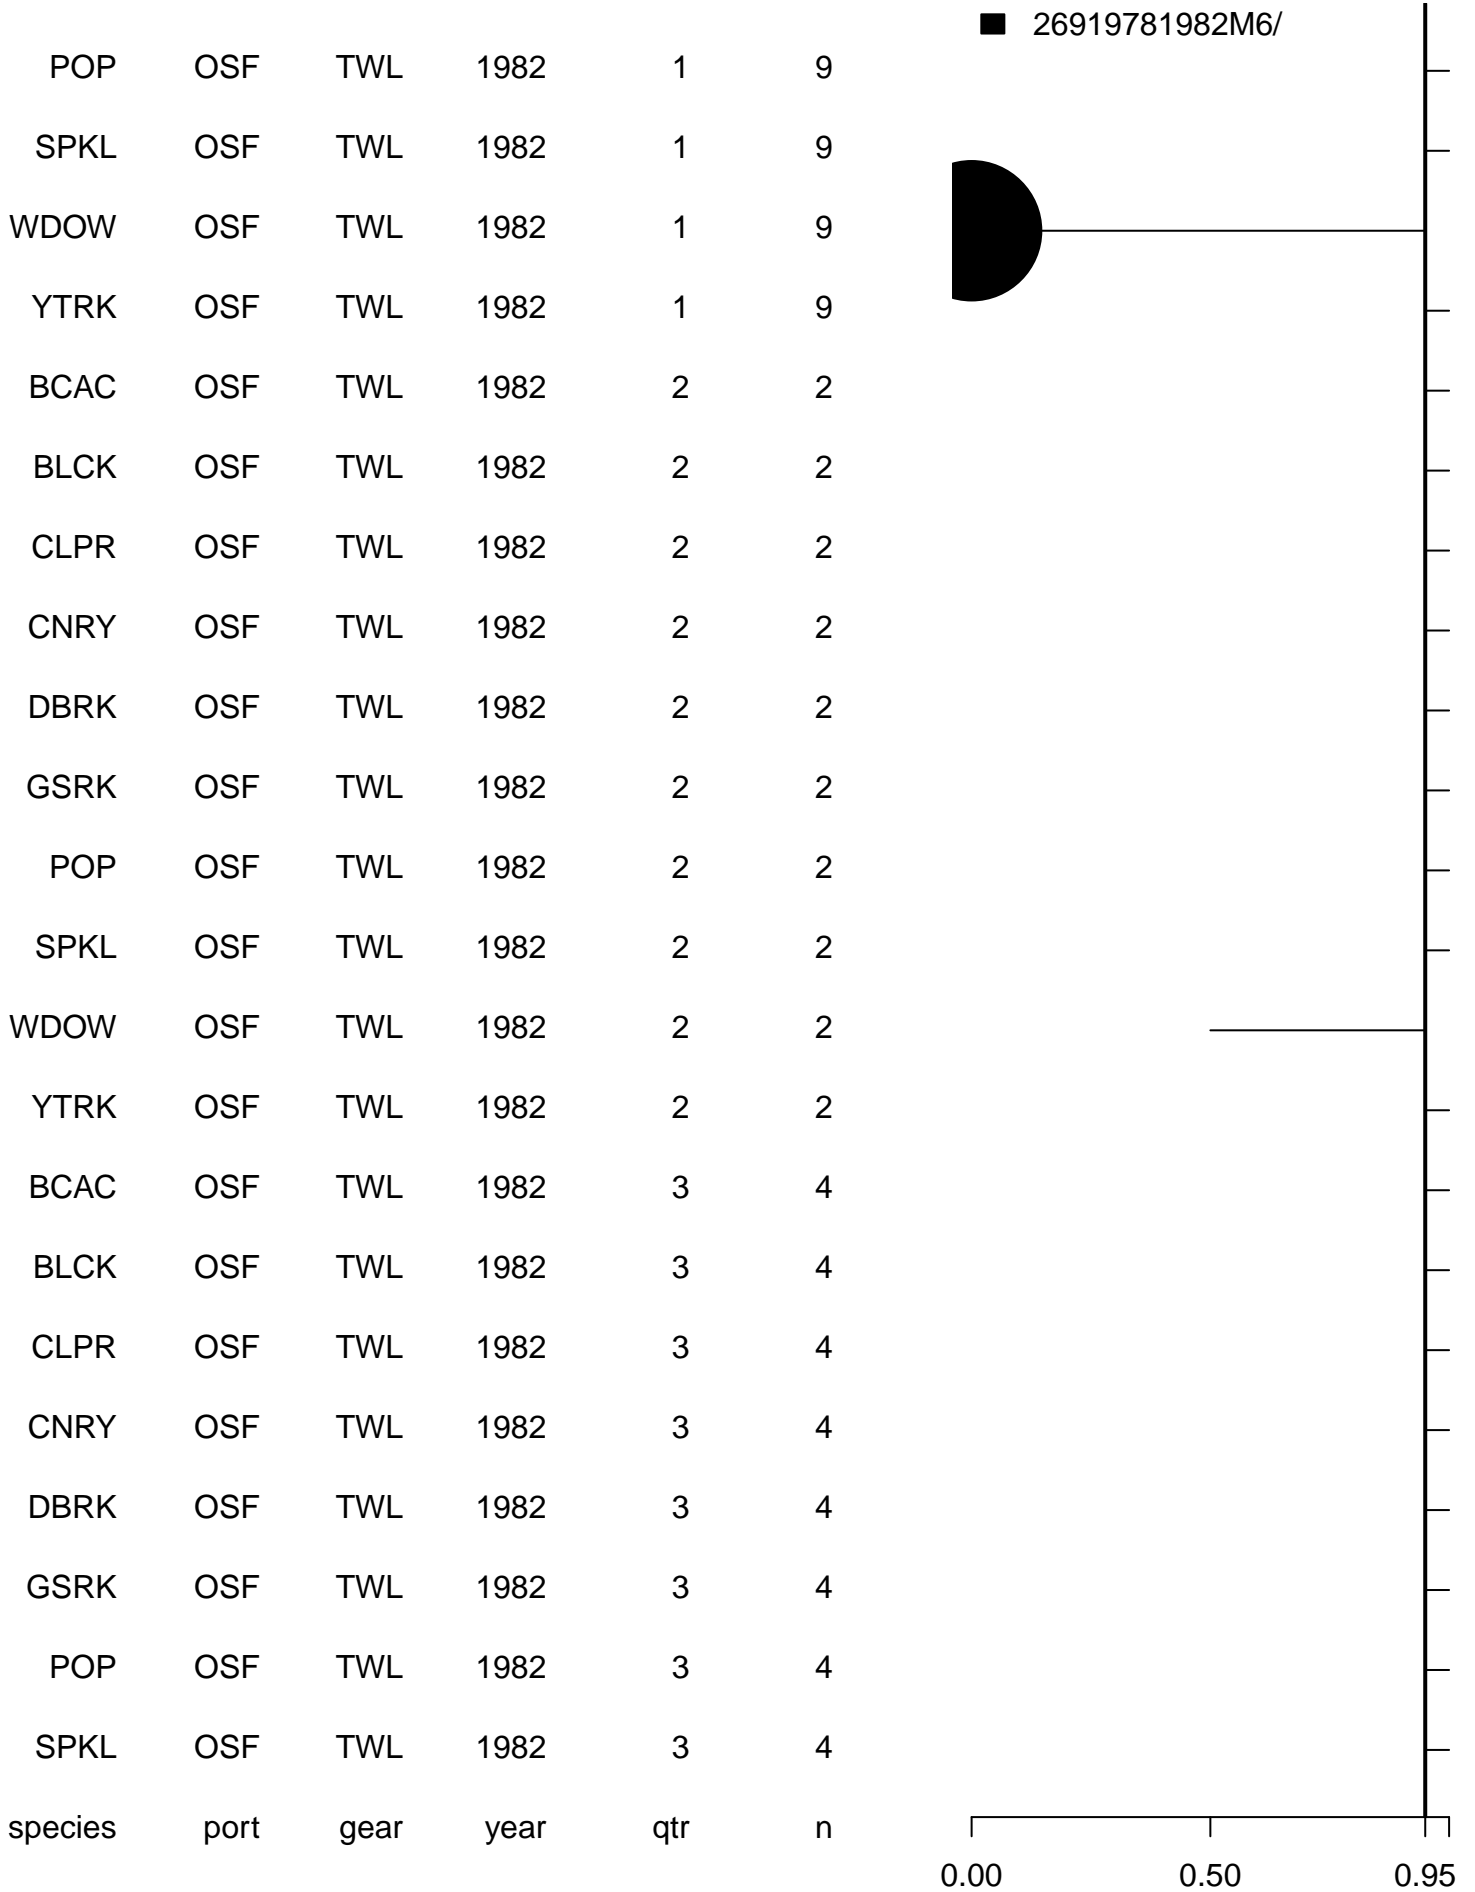 26919781982M6/
POP OSF TWL 1982 1 9
SPKL OSF TWL 1982 1 9
WDOW OSF TWL 1982 1 9
YTRK OSF TWL 1982 1 9
BCAC OSF TWL 1982 2 2
BLCK OSF TWL 1982 2 2
CLPR OSF TWL 1982 2 2
CNRY OSF TWL 1982 2 2
DBRK OSF TWL 1982 2 2
GSRK OSF TWL 1982 2 2
POP OSF TWL 1982 2 2
SPKL OSF TWL 1982 2 2
WDOW OSF TWL 1982 2 2
YTRK OSF TWL 1982 2 2
BCAC OSF TWL 1982 3 4
BLCK OSF TWL 1982 3 4
CLPR OSF TWL 1982 3 4
CNRY OSF TWL 1982 3 4
DBRK OSF TWL 1982 3 4
GSRK OSF TWL 1982 3 4
POP OSF TWL 1982 3 4
SPKL OSF TWL 1982 3 4
species port gear year qtr n
0.00 0.50 0.95